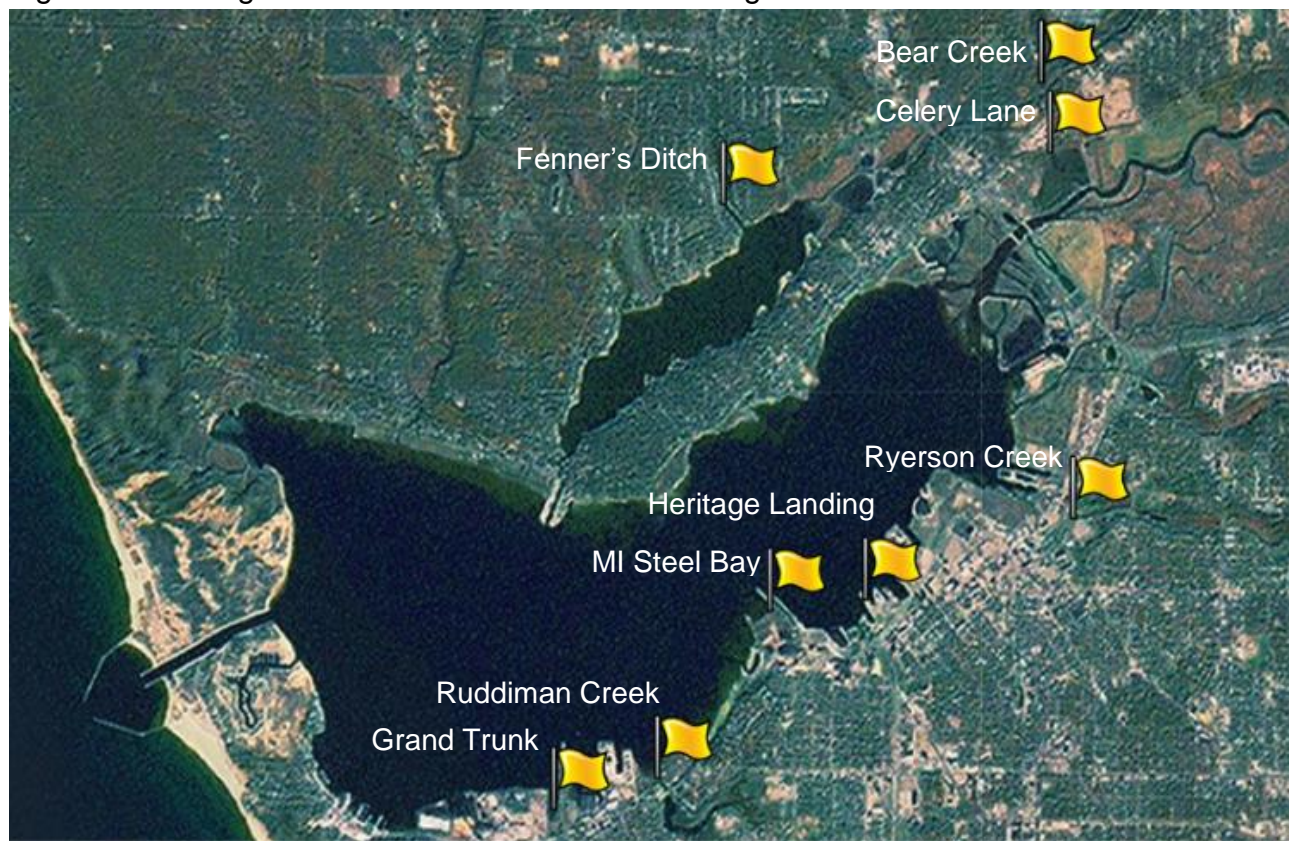 Bear Creek
Celery Lane
Fenner's Ditch
Ryerson Creek
Heritage Landing
MI Steel Bay
Ruddiman Creek
Grand Trunk